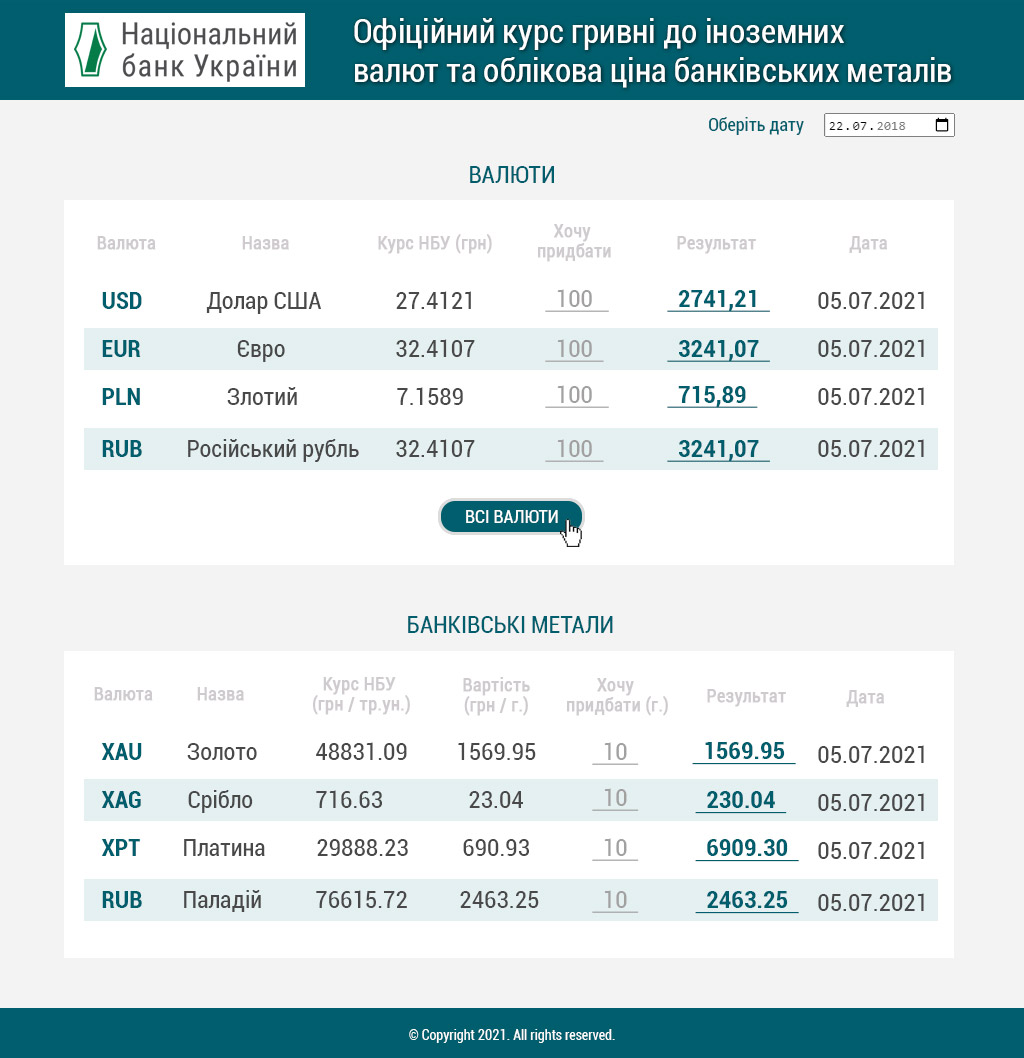 Національний
банк України
Офіційний курс гривні до іноземних
валют та облікова ціна банківських металів
Оберіть дату 22.07.2018
ВАЛЮТИ
Валюта Назва Курс НБУ (грн) Хочу придбати Результат Дата
USD Долар США 27.4121 100 2741,21 05.07.2021
EUR Євро 32.4107 100 3241,07 05.07.2021
PLN Злотий 7.1589 100 715,89 05.07.2021
RUB Російський рубль 32.4107 100 3241,07 05.07.2021
ВСІ ВАЛЮТИ
БАНКІВСЬКІ МЕТАЛИ
Валюта Назва Курс НБУ (грн / тр.ун.) Вартість (грн / г.) Хочу придбати (г.) Результат Дата
XAU Золото 48831.09 1569.95 10 1569.95 05.07.2021
XAG Срібло 716.63 23.04 10 230.04 05.07.2021
XPT Платина 29888.23 690.93 10 6909.30 05.07.2021
RUB Паладій 76615.72 2463.25 10 2463.25 05.07.2021
© Copyright 2021. All rights reserved.